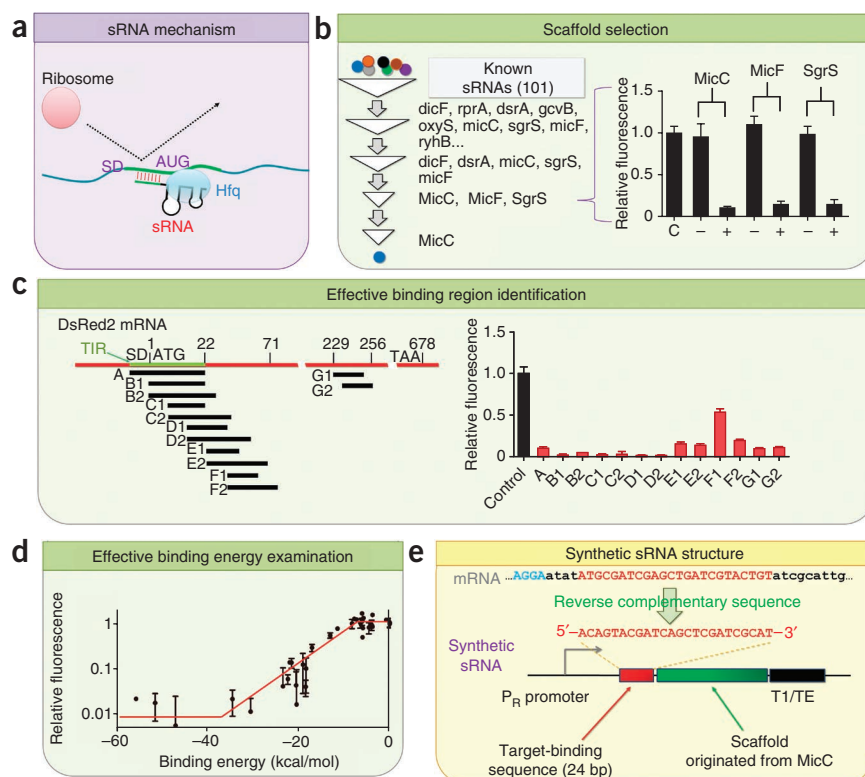 a
sRNA mechanism
Ribosome
SD
AUG
Hfq
sRNA
b
Scaffold selection
Known
sRNAs (101)
dicF, rprA, dsrA, gcvB,
oxyS, micC, sgrS, micF,
ryhB...
dicF, dsrA, micC, sgrS,
micF
MicC, MicF, SgrS
MicC
Relative fluorescence
1.5
1.0
0.5
0
MicC
MicF
SgrS
C – + – + – +
c
Effective binding region identification
DsRed2 mRNA
TIR
SD ATG
1 22 71 229 256 678
TAA
A
B1
B2
C1
C2
D1
D2
E1
E2
F1
F2
G1
G2
Relative fluorescence
1.5
1.0
0.5
0
Control A B1 B2 C1 C2 D1 D2 E1 E2 F1 F2 G1 G2
d
Effective binding energy examination
Relative fluorescence
1
0.1
0.01
–60 –40 –20 0
Binding energy (kcal/mol)
e
Synthetic sRNA structure
mRNA ...AGGAatatATGCGATCGAGCTGATCGTACTGTatcgcattg...
Reverse complementary sequence
5′–ACAGTACGATCAGCTCGATCGCAT–3′
Synthetic
sRNA
PR promoter
T1/TE
Target-binding
sequence (24 bp)
Scaffold
originated from MicC